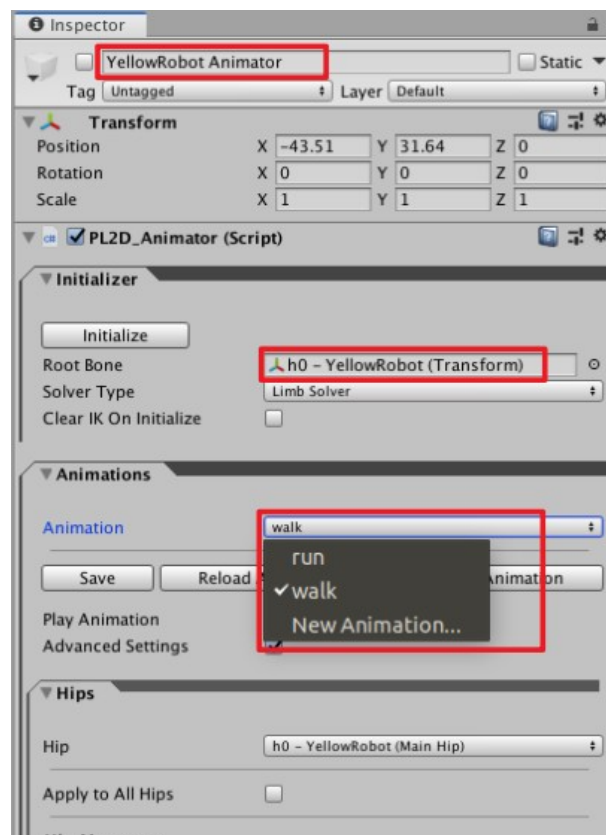 Inspector
YellowRobot Animator Static
Tag Untagged Layer Default
Transform
Position X -43.51 Y 31.64 Z 0
Rotation X 0 Y 0 Z 0
Scale X 1 Y 1 Z 1
PL2D_Animator (Script)
Initializer
Initialize
Root Bone h0 - YellowRobot (Transform)
Solver Type Limb Solver
Clear IK On Initialize
Animations
Animation walk
run
Save Reload nimation
walk
Play Animation New Animation...
Advanced Settings
Hips
Hip h0 - YellowRobot (Main Hip)
Apply to All Hips